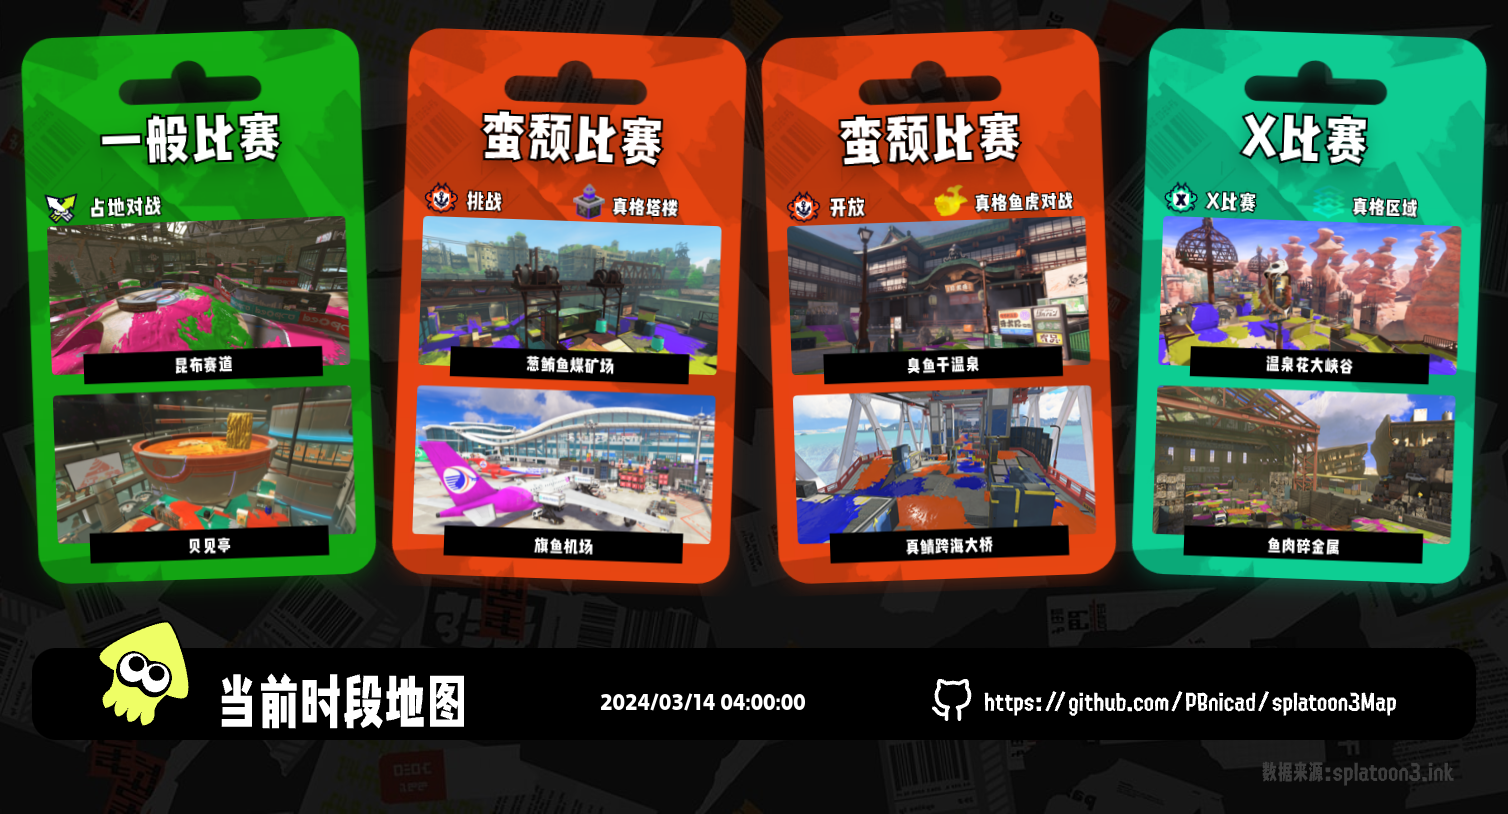 一般比赛
占地对战
昆布赛道
贝见亭
蛮颓比赛
挑战
真格塔楼
葱鲔鱼煤矿场
旗鱼机场
蛮颓比赛
开放
真格鱼虎对战
臭鱼干温泉
真鲭跨海大桥
X比赛
X比赛
真格区域
温泉花大峡谷
鱼肉碎金属
当前时段地图
2024/03/14 04:00:00
https://github.com/PBnicad/splatoon3Map
数据来源:splatoon3.ink